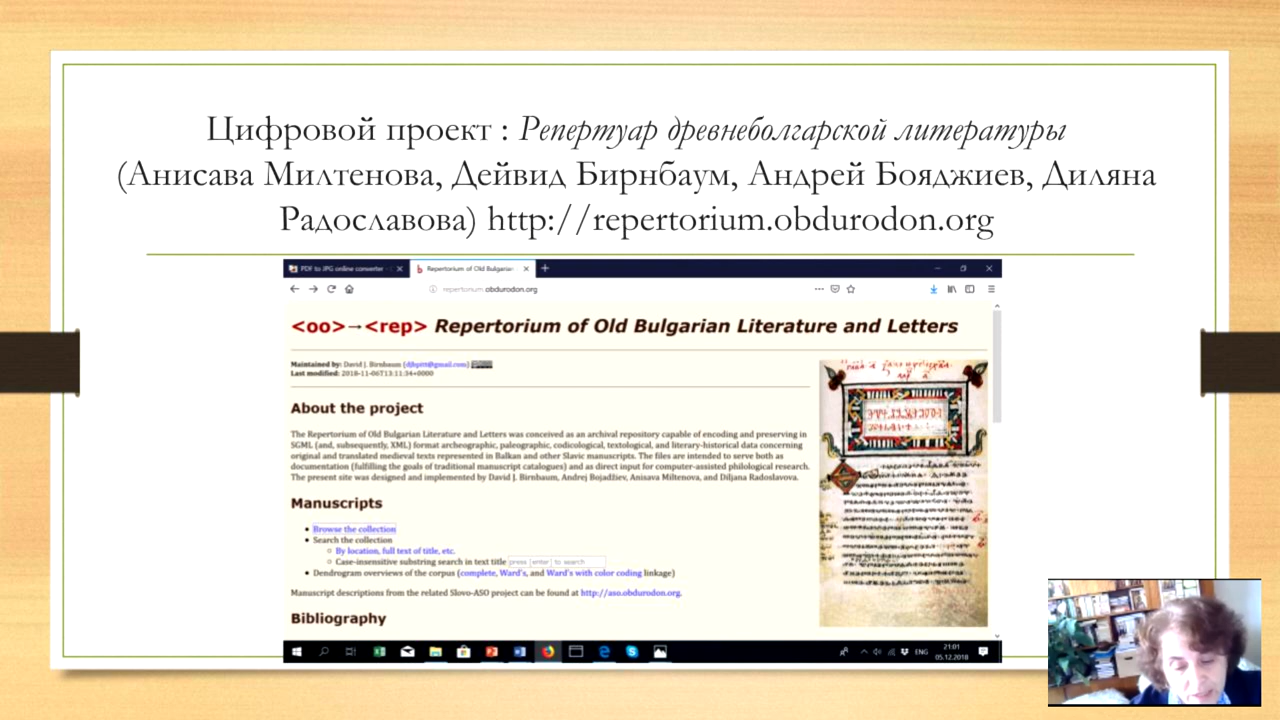 Цифровой проект : Репертуар древнеболгарской литературы
(Анисава Милтенова, Дейвид Бирнбаум, Андрей Бояджиев, Диляна
Радославова) http://repertorium.obdurodon.org
PDF to JPG online converter
Repertorium of Old Bulgarian
repertorium.obdurodon.org
<oo>→<rep> Repertorium of Old Bulgarian Literature and Letters
Maintained by: David J. Birnbaum (djbpitt@gmail.com)
Last modified: 2018-11-06T13:11:34+0000
About the project
The Repertorium of Old Bulgarian Literature and Letters was conceived as an archival repository capable of encoding and preserving in
SGML (and, subsequently, XML) format archeographic, paleographic, codicological, textological, and literary-historical data concerning
original and translated medieval texts represented in Balkan and other Slavic manuscripts. The files are intended to serve both as
documentation (fulfilling the goals of traditional manuscript catalogues) and as direct input for computer-assisted philological research.
The present site was designed and implemented by David J. Birnbaum, Andrej Bojadžiev, Anisava Miltenova, and Diljana Radoslavova.
Manuscripts
• Browse the collection
• Search the collection
By location, full text of title, etc.
Case-insensitive substring search in text title press [enter] to search
• Dendrogram overviews of the corpus (complete, Ward's, and Ward's with color coding linkage)
Manuscript descriptions from the related Slovo-ASO project can be found at http://aso.obdurodon.org.
Bibliography
ENG
21:01
05.12.2018